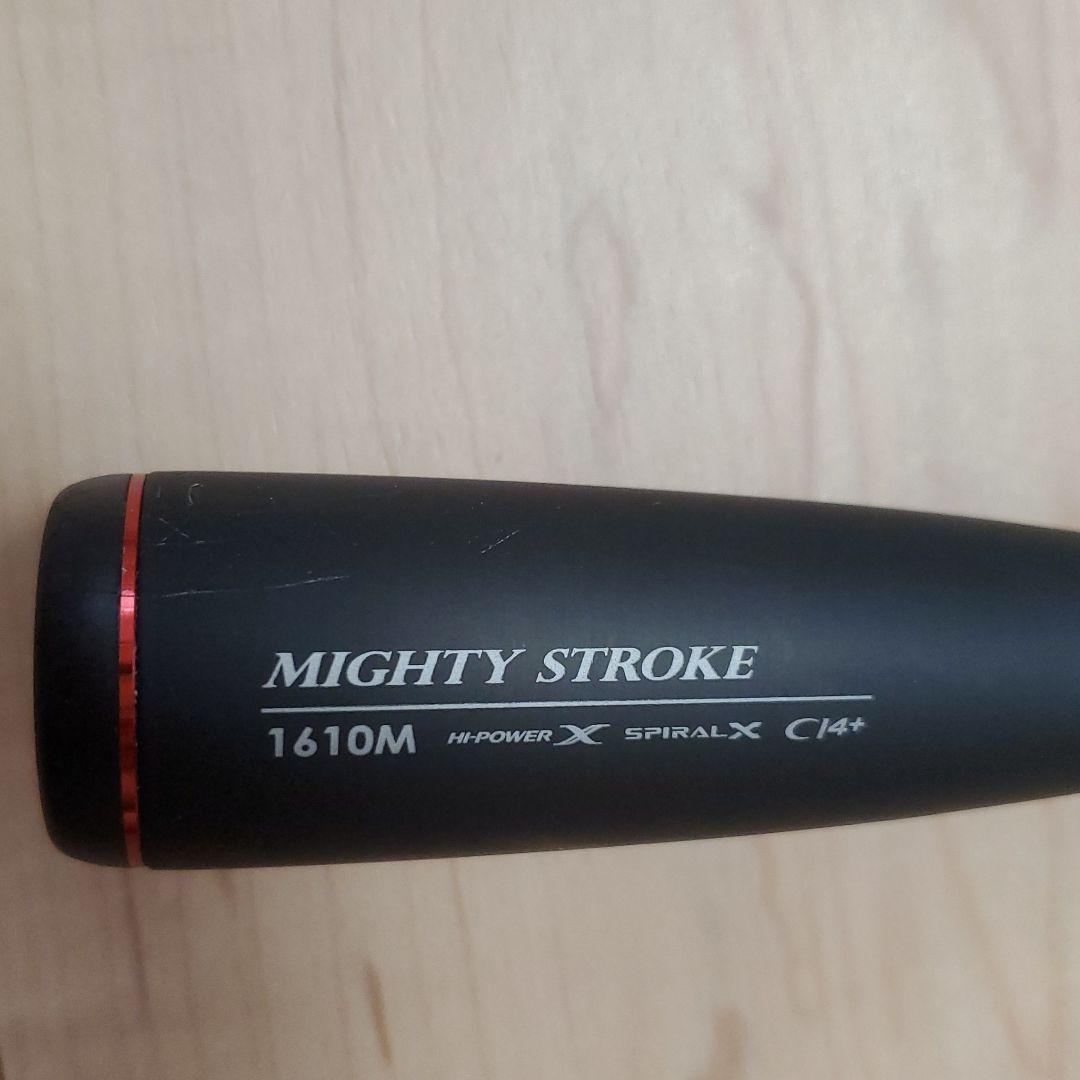 MIGHTY STROKE
1610M HI-POWER X SPIRAL X CI4+